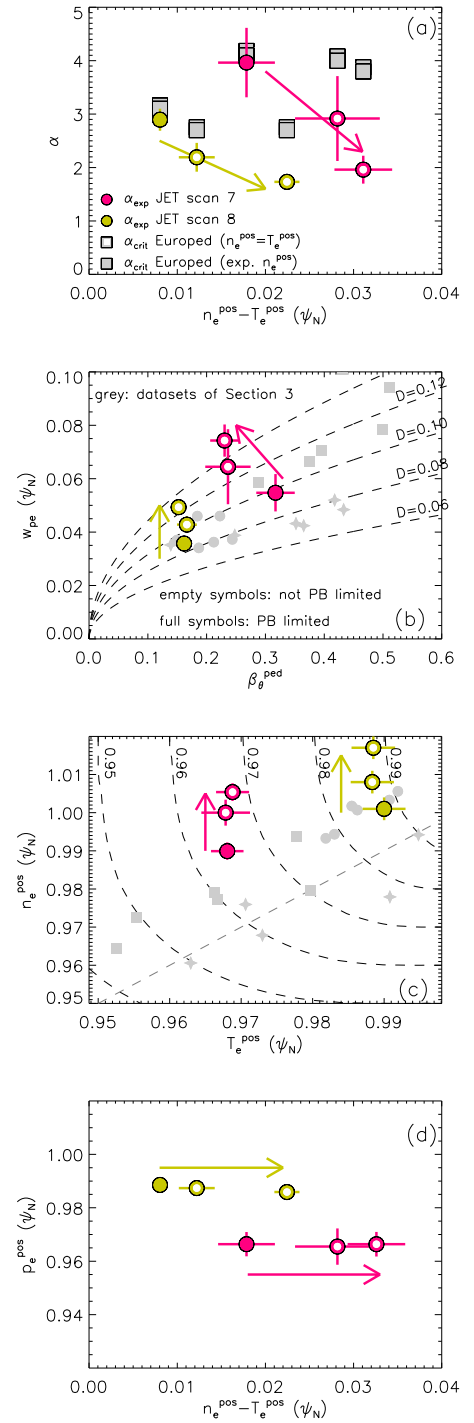 (a)
5
4
3
2
1
0
α
α_exp JET scan 7
α_exp JET scan 8
α_crit Europed (n_e^pos=T_e^pos)
α_crit Europed (exp. n_e^pos)
0.00 0.01 0.02 0.03 0.04
n_e^pos−T_e^pos (ψ_N)
0.10
0.08
0.06
0.04
0.02
0.00
w_pe (ψ_N)
grey: datasets of Section 3
D=0.12
D=0.10
D=0.08
D=0.06
empty symbols: not PB limited
full symbols: PB limited
(b)
0.0 0.1 0.2 0.3 0.4 0.5 0.6
β_θ^ped
1.01
1.00
0.99
0.98
0.97
0.96
0.95
n_e^pos (ψ_N)
0.95 0.96 0.97 0.98 0.99
(c)
0.95 0.96 0.97 0.98 0.99
T_e^pos (ψ_N)
(d)
1.00
0.98
0.96
0.94
p_e^pos (ψ_N)
0.00 0.01 0.02 0.03 0.04
n_e^pos−T_e^pos (ψ_N)